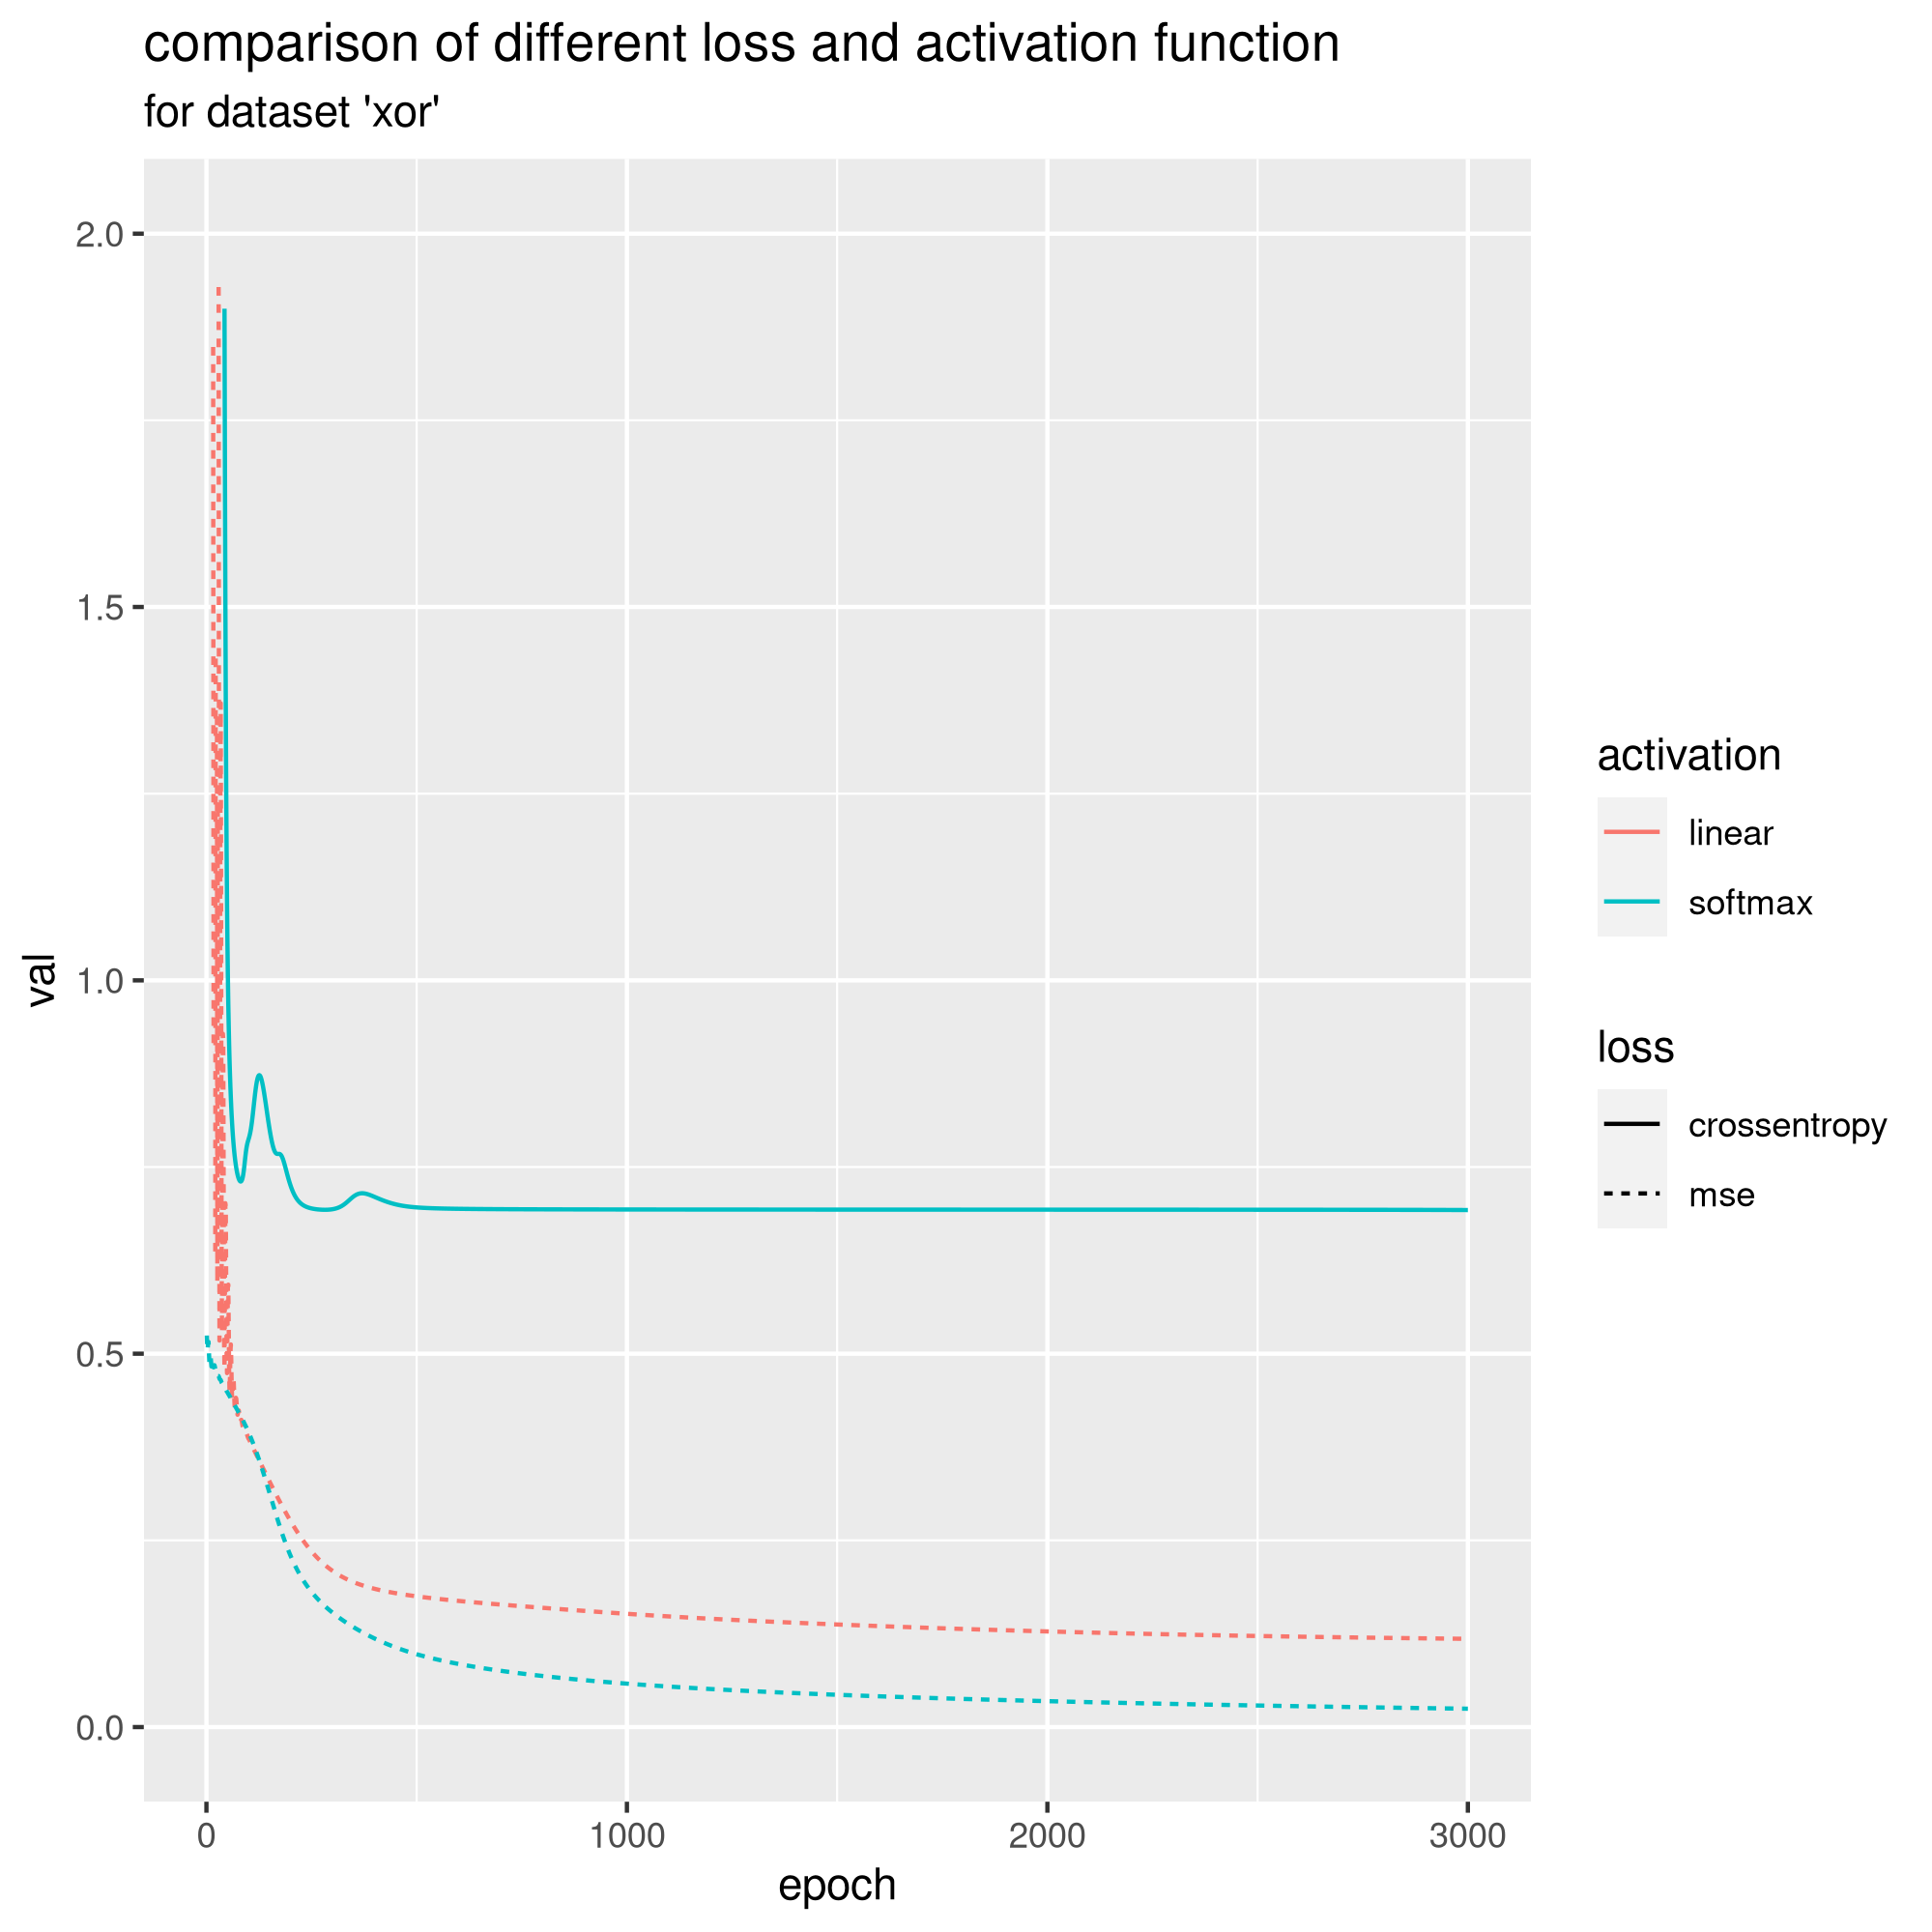 comparison of different loss and activation function
for dataset 'xor'
2.0
1.5
1.0
0.5
0.0
val
0 1000 2000 3000
epoch
activation
linear
softmax
loss
crossentropy
mse